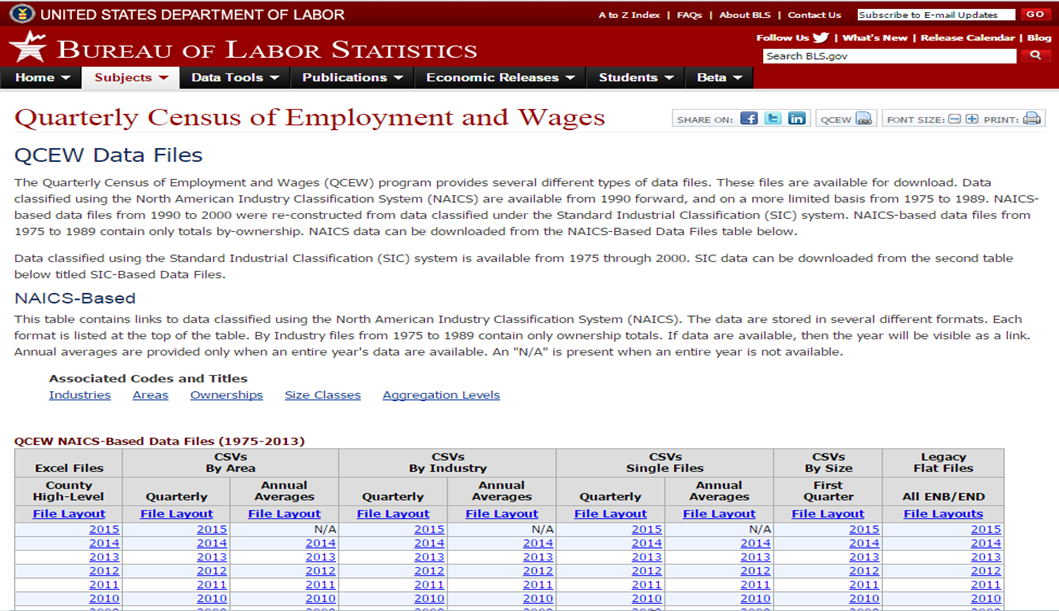 UNITED STATES DEPARTMENT OF LABOR
A to Z Index | FAQs | About BLS | Contact Us Subscribe to E-mail Updates GO
Follow Us | What's New | Release Calendar | Blog
BUREAU OF LABOR STATISTICS
Search BLS.gov
Home Subjects Data Tools Publications Economic Releases Students Beta
Quarterly Census of Employment and Wages
SHARE ON: QCEW FONT SIZE: PRINT:
QCEW Data Files
The Quarterly Census of Employment and Wages (QCEW) program provides several different types of data files. These files are available for download. Data
classified using the North American Industry Classification System (NAICS) are available from 1990 forward, and on a more limited basis from 1975 to 1989. NAICS-
based data files from 1990 to 2000 were re-constructed from data classified under the Standard Industrial Classification (SIC) system. NAICS-based data files from
1975 to 1989 contain only totals by-ownership. NAICS data can be downloaded from the NAICS-Based Data Files table below.
Data classified using the Standard Industrial Classification (SIC) system is available from 1975 through 2000. SIC data can be downloaded from the second table
below titled SIC-Based Data Files.
NAICS-Based
This table contains links to data classified using the North American Industry Classification System (NAICS). The data are stored in several different formats. Each
format is listed at the top of the table. By Industry files from 1975 to 1989 contain only ownership totals. If data are available, then the year will be visible as a link.
Annual averages are provided only when an entire year's data are available. An "N/A" is present when an entire year is not available.
Associated Codes and Titles
Industries Areas Ownerships Size Classes Aggregation Levels
QCEW NAICS-Based Data Files (1975-2013)
Excel Files CSVs By Area CSVs By Industry CSVs Single Files CSVs By Size Legacy Flat Files
County High-Level Quarterly Annual Averages Quarterly Annual Averages Quarterly Annual Averages First Quarter All ENB/END
File Layout File Layout File Layout File Layout File Layout File Layout File Layout File Layout File Layouts
2015 2015 N/A 2015 N/A 2015 N/A 2015 2015
2014 2014 2014 2014 2014 2014 2014 2014 2014
2013 2013 2013 2013 2013 2013 2013 2013 2013
2012 2012 2012 2012 2012 2012 2012 2012 2012
2011 2011 2011 2011 2011 2011 2011 2011 2011
2010 2010 2010 2010 2010 2010 2010 2010 2010